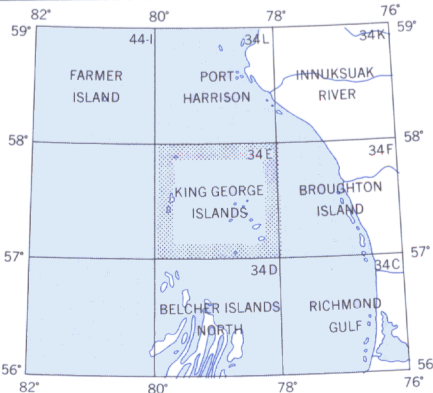 82° 80° 78° 76°
59° 44-I 34L 34K 59°
FARMER PORT INNUKSUAK
ISLAND HARRISON RIVER
58° 34E 34F 58°
KING GEORGE BROUGHTON
ISLANDS ISLAND
57° 34D 34C 57°
BELCHER ISLANDS RICHMOND
NORTH GULF
56° 56
82° 80° 78° 76°